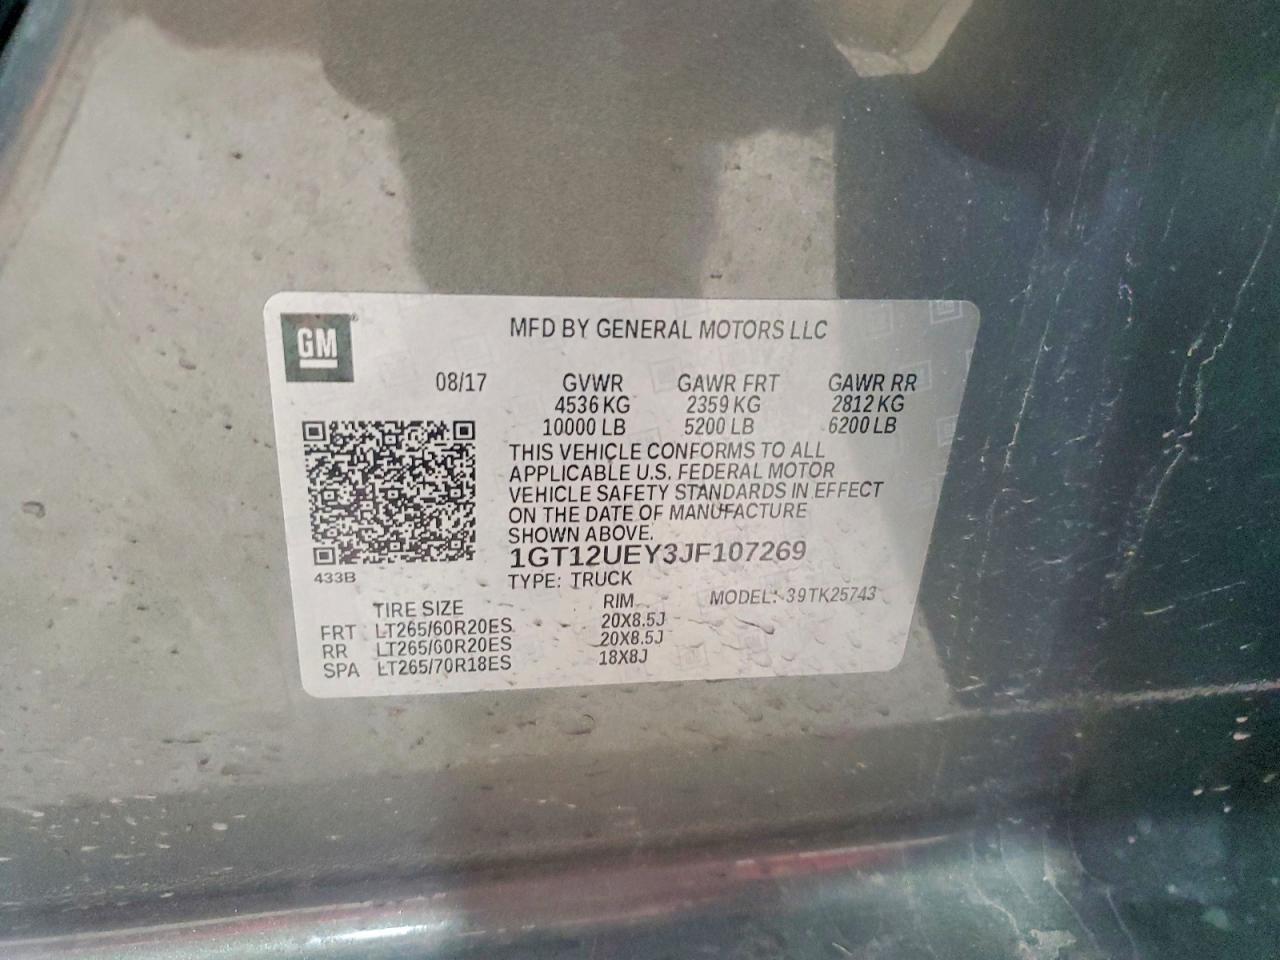 GM
MFD BY GENERAL MOTORS LLC
08/17 GVWR GAWR FRT GAWR RR
4536 KG 2359 KG 2812 KG
10000 LB 5200 LB 6200 LB
THIS VEHICLE CONFORMS TO ALL
APPLICABLE U.S. FEDERAL MOTOR
VEHICLE SAFETY STANDARDS IN EFFECT
ON THE DATE OF MANUFACTURE
SHOWN ABOVE.
1GT12UEY3JF107269
433B
TYPE: TRUCK
TIRE SIZE RIM MODEL: 39TK25743
FRT LT265/60R20ES 20X8.5J
RR LT265/60R20ES 20X8.5J
SPA LT265/70R18ES 18X8J